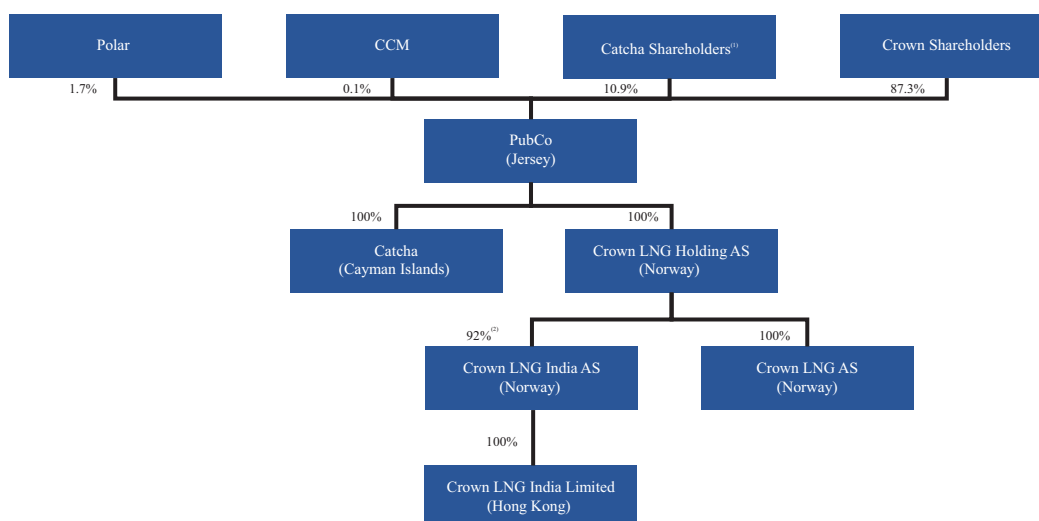 Polar
CCM
Catcha Shareholders(1)
Crown Shareholders
1.7%
0.1%
10.9%
87.3%
PubCo
(Jersey)
100%
100%
Catcha
(Cayman Islands)
Crown LNG Holding AS
(Norway)
92%(2)
100%
Crown LNG India AS
(Norway)
Crown LNG AS
(Norway)
100%
Crown LNG India Limited
(Hong Kong)